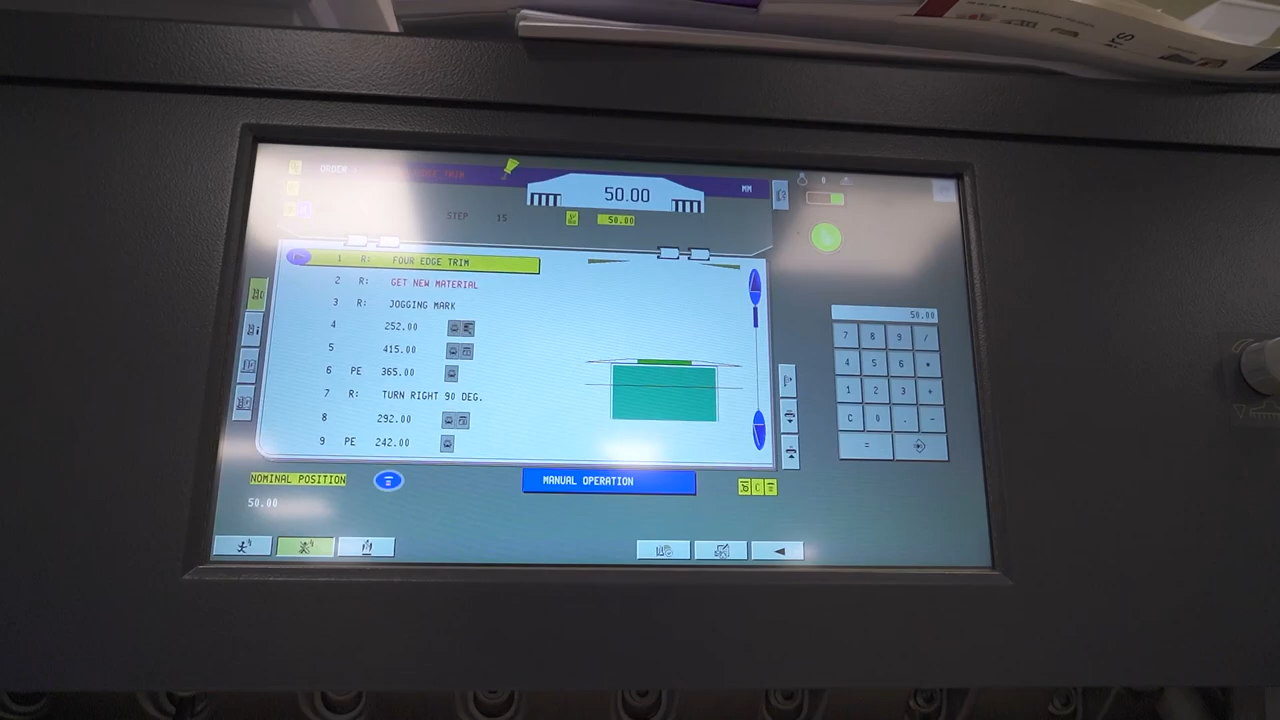 ORDER :
EDGE TRIM
50.00
MM
0
STEP 15
50.00
1 R: FOUR EDGE TRIM
2 R: GET NEW MATERIAL
3 R: JOGGING MARK
4 252.00
5 415.00
6 PE 365.00
7 R: TURN RIGHT 90 DEG.
8 292.00
9 PE 242.00
50.00
7 8 9 /
4 5 6 *
1 2 3 +
C 0 . -
=
NOMINAL POSITION
50.00
MANUAL OPERATION
C